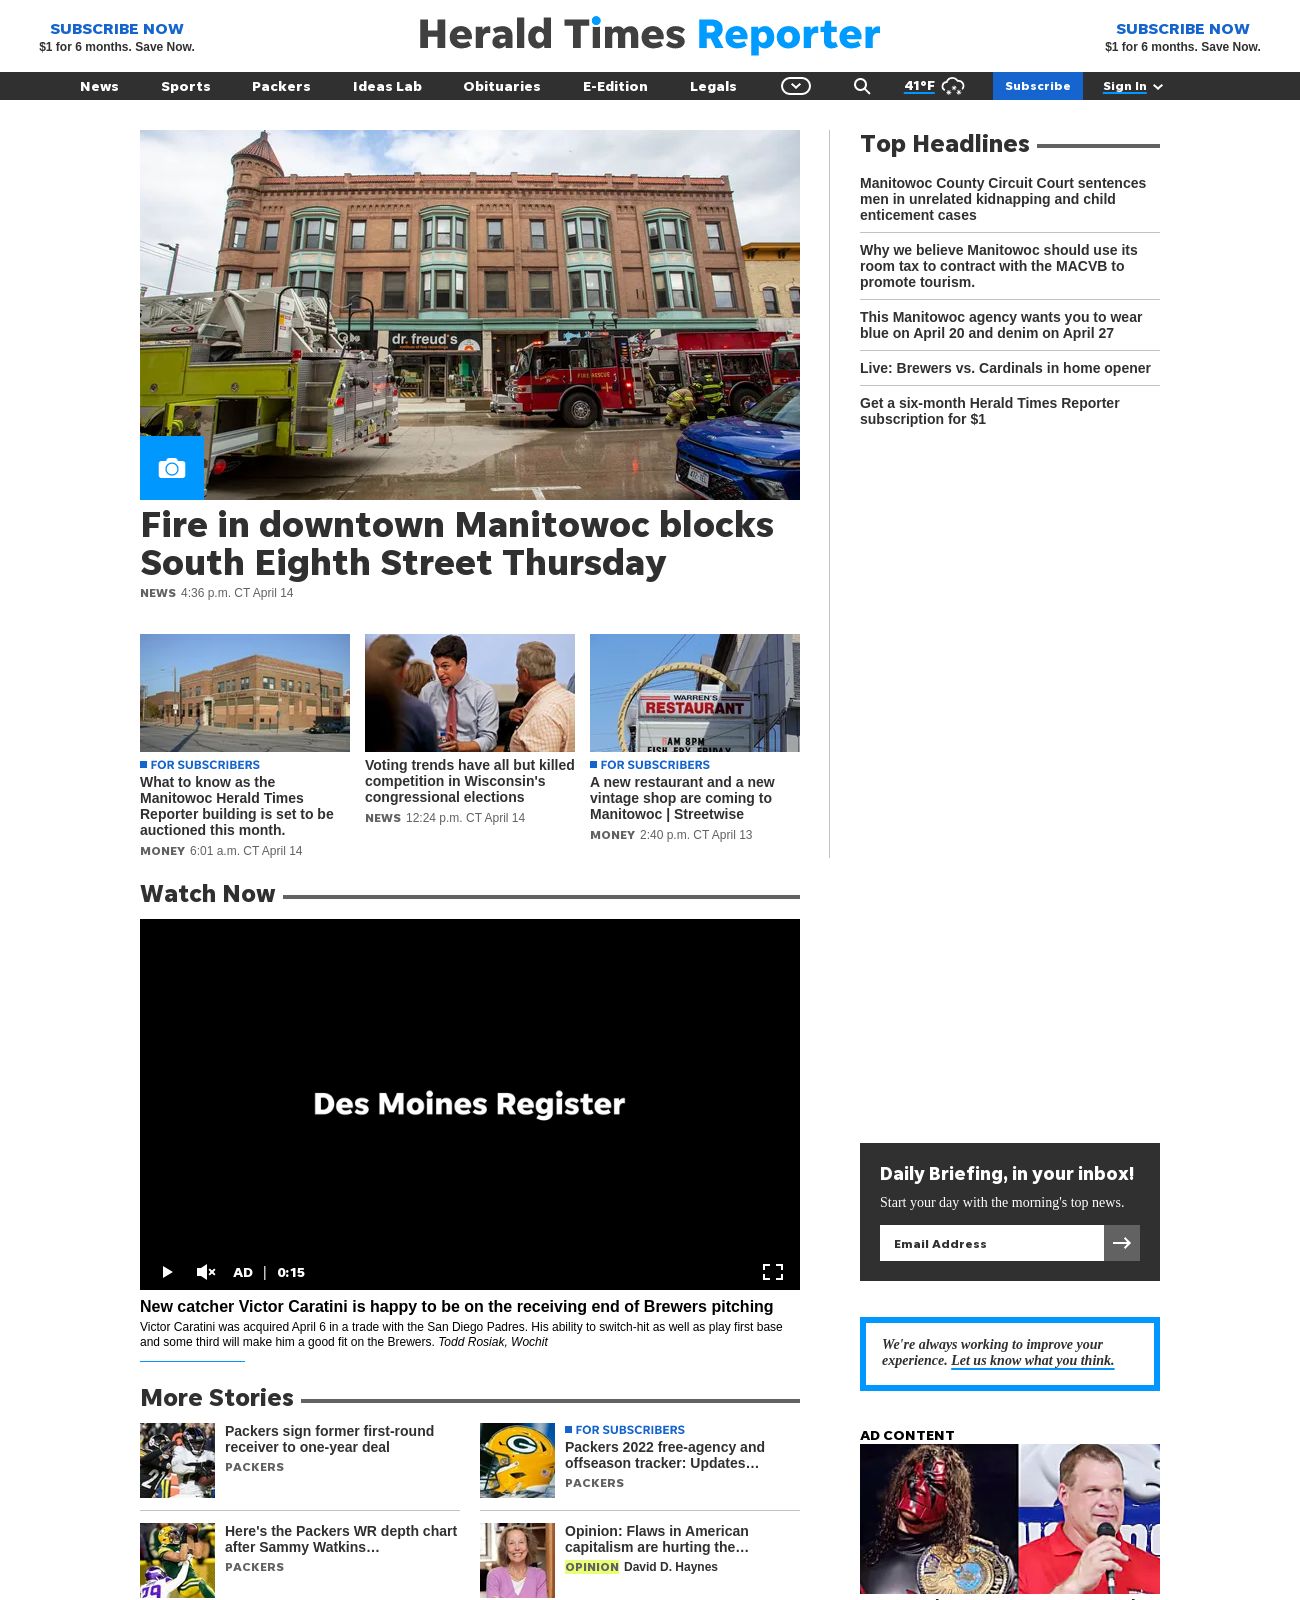 SUBSCRIBE NOW
$1 for 6 months. Save Now.
Herald Times Reporter
SUBSCRIBE NOW
$1 for 6 months. Save Now.
News Sports Packers Ideas Lab Obituaries E-Edition Legals 41°F Subscribe Sign In
dr. freud's
FIRE RESCUE
Fire in downtown Manitowoc blocks
South Eighth Street Thursday
NEWS 4:36 p.m. CT April 14
FOR SUBSCRIBERS
What to know as the
Manitowoc Herald Times
Reporter building is set to be
auctioned this month.
MONEY 6:01 a.m. CT April 14
Voting trends have all but killed
competition in Wisconsin's
congressional elections
NEWS 12:24 p.m. CT April 14
WARREN'S
RESTAURANT
6AM 8PM
FISH FRY FRIDAY
FOR SUBSCRIBERS
A new restaurant and a new
vintage shop are coming to
Manitowoc | Streetwise
MONEY 2:40 p.m. CT April 13
Top Headlines
Manitowoc County Circuit Court sentences
men in unrelated kidnapping and child
enticement cases
Why we believe Manitowoc should use its
room tax to contract with the MACVB to
promote tourism.
This Manitowoc agency wants you to wear
blue on April 20 and denim on April 27
Live: Brewers vs. Cardinals in home opener
Get a six-month Herald Times Reporter
subscription for $1
Watch Now
Des Moines Register
AD | 0:15
New catcher Victor Caratini is happy to be on the receiving end of Brewers pitching
Victor Caratini was acquired April 6 in a trade with the San Diego Padres. His ability to switch-hit as well as play first base
and some third will make him a good fit on the Brewers. Todd Rosiak, Wochit
More Stories
Packers sign former first-round
receiver to one-year deal
PACKERS
FOR SUBSCRIBERS
Packers 2022 free-agency and
offseason tracker: Updates…
PACKERS
Here's the Packers WR depth chart
after Sammy Watkins…
PACKERS
Opinion: Flaws in American
capitalism are hurting the…
OPINION David D. Haynes
Daily Briefing, in your inbox!
Start your day with the morning's top news.
Email Address
We're always working to improve your
experience. Let us know what you think.
AD CONTENT